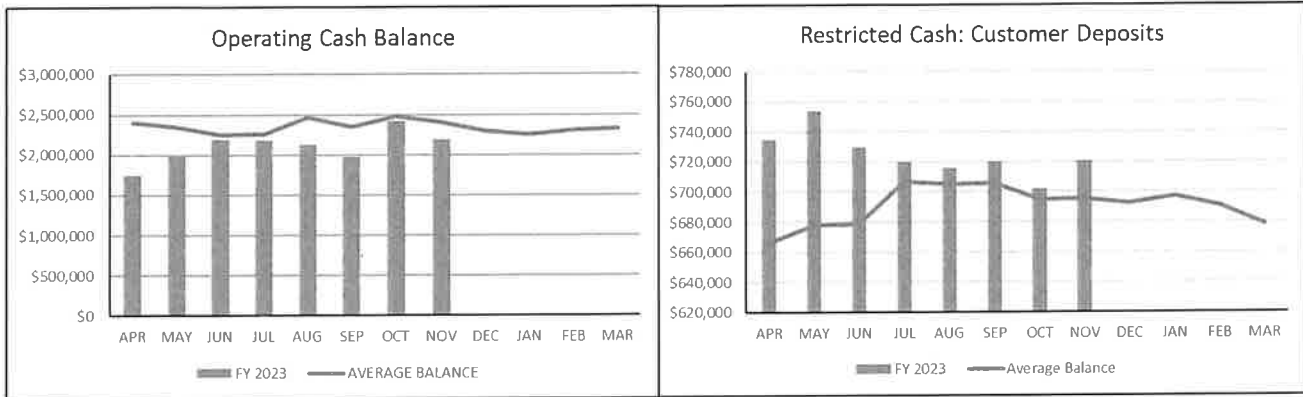 Operating Cash Balance
$3,000,000
$2,500,000
$2,000,000
$1,500,000
$1,000,000
$500,000
$0
APR MAY JUN JUL AUG SEP OCT NOV DEC JAN FEB MAR
FY 2023 AVERAGE BALANCE
Restricted Cash: Customer Deposits
$780,000
$760,000
$740,000
$720,000
$700,000
$680,000
$660,000
$640,000
$620,000
APR MAY JUN JUL AUG SEP OCT NOV DEC JAN FEB MAR
FY 2023 Average Balance